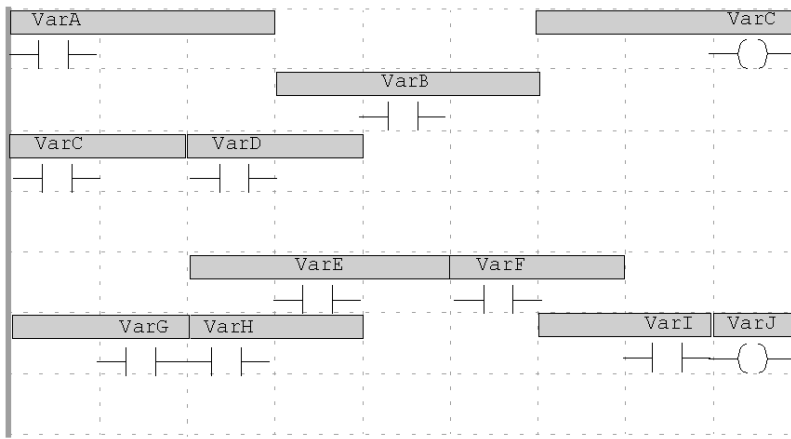 VarA VarC
VarB
VarC VarD
VarE VarF
VarG VarH VarI VarJ